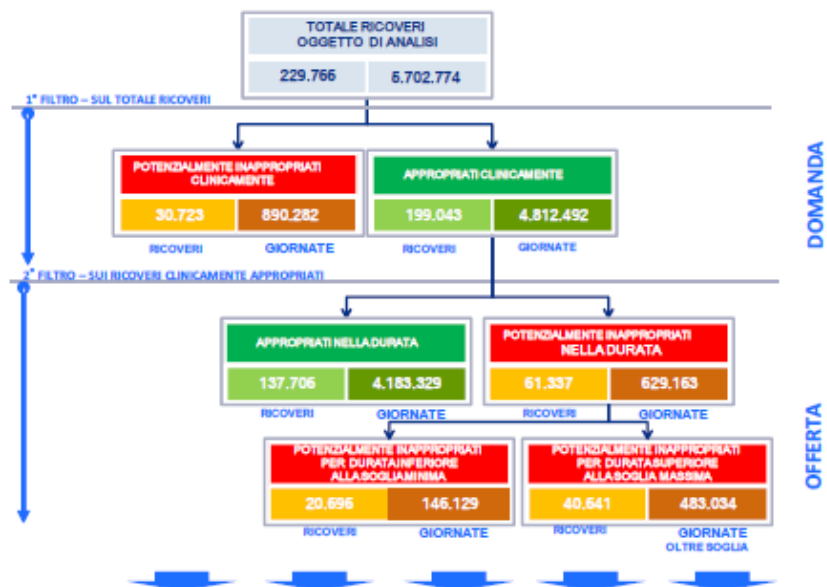 TOTALE RICOVERI
OGGETTO DI ANALISI
229.766 5.702.774
1° FILTRO – SUL TOTALE RICOVERI
POTENZIALMENTE INAPPROPRIATI
CLINICAMENTE
30.723 890.282
RICOVERI GIORNATE
APPROPRIATI CLINICAMENTE
199.043 4.812.492
RICOVERI GIORNATE
DOMANDA
2° FILTRO – SUI RICOVERI CLINICAMENTE APPROPRIATI
APPROPRIATI NELLA DURATA
137.706 4.183.329
RICOVERI GIORNATE
POTENZIALMENTE INAPPROPRIATI
NELLA DURATA
61.337 629.163
RICOVERI GIORNATE
POTENZIALMENTE INAPPROPRIATI
PER DURATA INFERIORE
ALLA SOGLIA MINIMA
20.696 146.129
RICOVERI GIORNATE
POTENZIALMENTE INAPPROPRIATI
PER DURATA SUPERIORE
ALLA SOGLIA MASSIMA
40.641 483.034
RICOVERI GIORNATE
OLTRE SOGLIA
OFFERTA